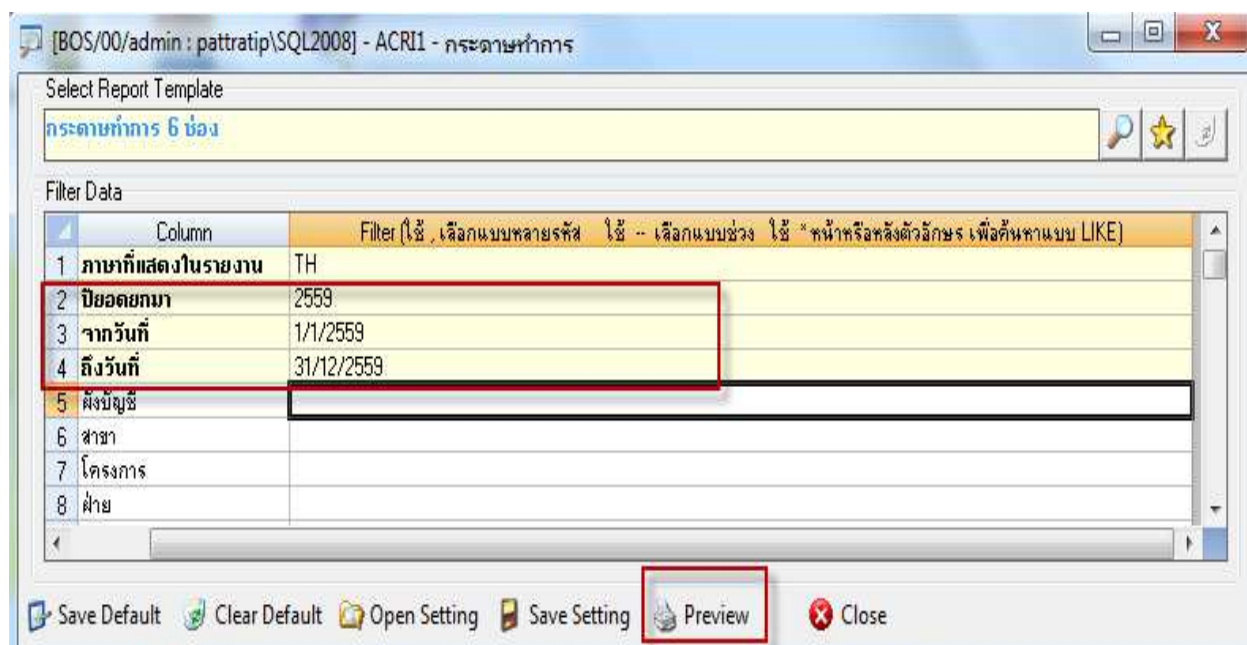 [BOS/00/admin : pattratip\SQL2008] - ACRI1 - กระดาษทำการ
Select Report Template
กระดาษทำการ 6 ช่อง
Filter Data
Column Filter (ใช้ , เลือกแบบหลายรหัส ใช้ -- เลือกแบบช่วง ใช้ * หน้าหรือหลังตัวอักษร เพื่อค้นหาแบบ LIKE)
1 ภาษาที่แสดงในรายงาน TH
2 ปียอดยกมา 2559
3 จากวันที่ 1/1/2559
4 ถึงวันที่ 31/12/2559
5 ผังบัญชี
6 สาขา
7 โครงการ
8 ฝ่าย
Save Default Clear Default Open Setting Save Setting Preview Close